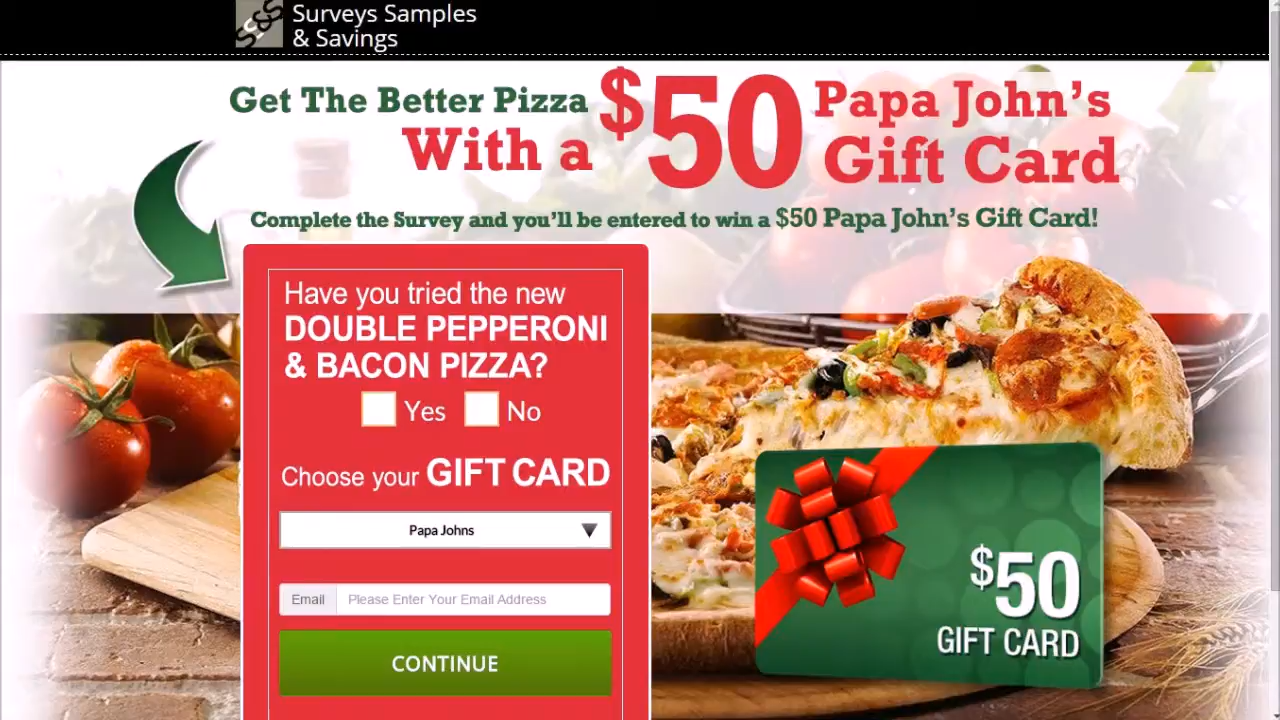 Surveys Samples
& Savings
Get The Better Pizza
With a
$50
Papa John's
Gift Card
Complete the Survey and you'll be entered to win a $50 Papa John's Gift Card!
Have you tried the new
DOUBLE PEPPERONI
& BACON PIZZA?
Yes No
Choose your GIFT CARD
Papa Johns
Email Please Enter Your Email Address
CONTINUE
$50
GIFT CARD